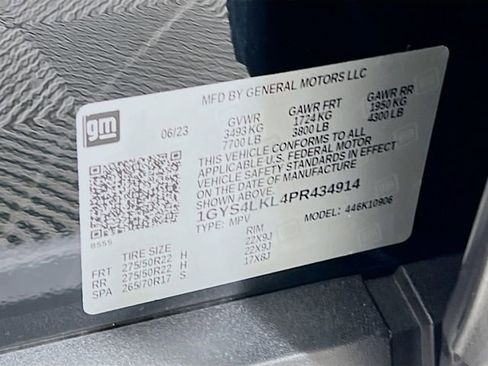 MFD BY GENERAL MOTORS LLC
gm
06/23
GVWR GAWR FRT GAWR RR
3493 KG 1724 KG 1950 KG
7700 LB 3800 LB 4300 LB
THIS VEHICLE CONFORMS TO ALL
APPLICABLE U.S. FEDERAL MOTOR
VEHICLE SAFETY STANDARDS IN EFFECT
ON THE DATE OF MANUFACTURE
SHOWN ABOVE.
1GYS4LKL4PR434914
TYPE: MPV MODEL: 446K10906
8555
TIRE SIZE RIM
FRT 275/50R22 H 22X9J
RR 275/50R22 H 22X9J
SPA 265/70R17 S 17X8J